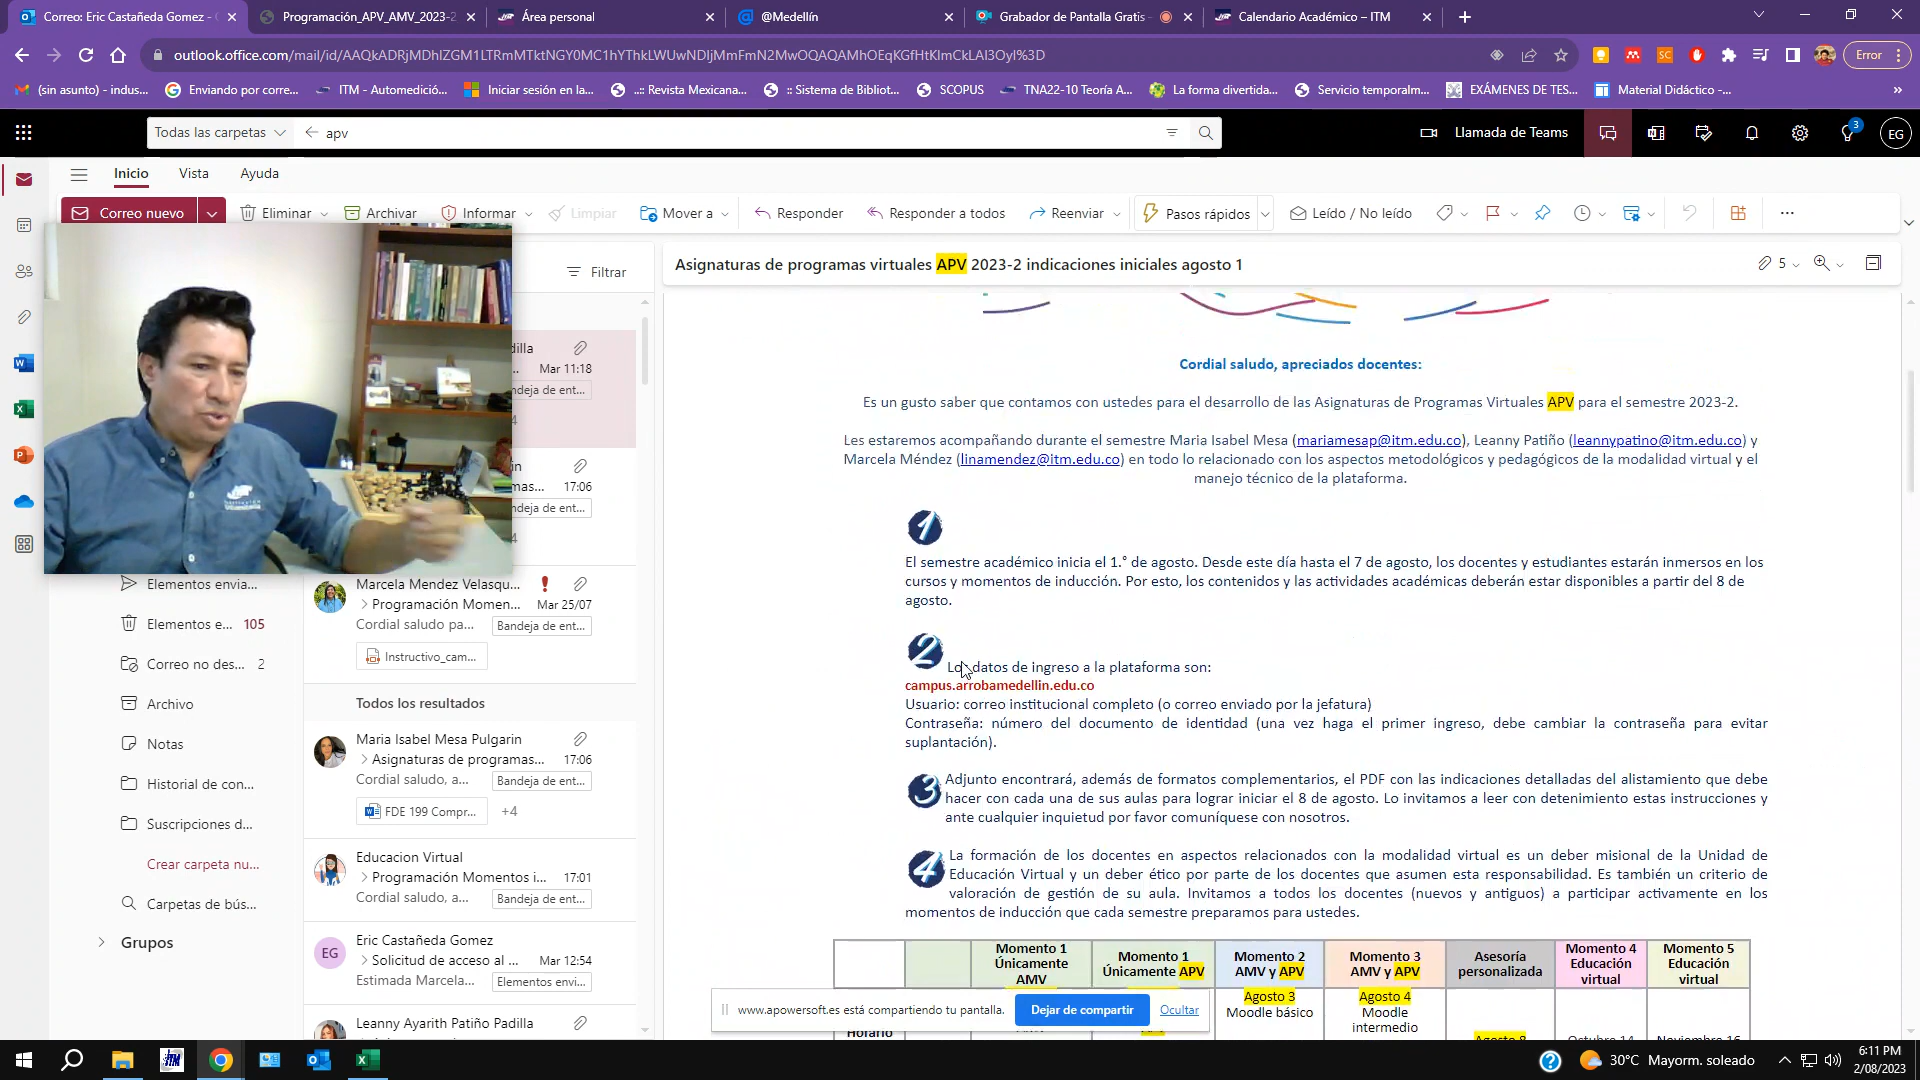 Correo: Eric Castañeda Gomez - 
Programación_APV_AMV_2023-2
Área personal
@Medellín
Grabador de Pantalla Gratis
Calendario Académico – ITM
outlook.office.com/mail/id/AAQkADRjMDhlZGM1LTRmMTktNGY0MC1hYThkLWUwNDljMmFmN2MwOQAQAMhOEqKGfHtKlmCkLAI3OyI%3D
Error
(sin asunto) - indus...
Enviando por corre...
ITM - Automedició...
Iniciar sesión en la...
..:: Revista Mexicana...
:: Sistema de Bibliot...
SCOPUS
TNA22-10 Teoría A...
La forma divertida...
Servicio temporalm...
EXÁMENES DE TES...
Material Didáctico -...
Todas las carpetas
apv
Llamada de Teams
3
EG
Inicio
Vista
Ayuda
Correo nuevo
Eliminar
Archivar
Informar
Limpiar
Mover a
Responder
Responder a todos
Reenviar
Pasos rápidos
Leído / No leído
Filtrar
Asignaturas de programas virtuales APV 2023-2 indicaciones iniciales agosto 1
5
dilla
Mar 11:18
ndeja de ent...
mas...
17:06
ndeja de ent...
Elementos envia...
Elementos e...
105
Correo no des...
2
Archivo
Notas
Historial de con...
Suscripciones d...
Crear carpeta nu...
Carpetas de bús...
Grupos
Marcela Mendez Velasqu...
Programación Momen...
Mar 25/07
Cordial saludo pa...
Bandeja de ent...
Instructivo_cam...
Todos los resultados
Maria Isabel Mesa Pulgarin
Asignaturas de programas...
17:06
Cordial saludo, a...
Bandeja de ent...
FDE 199 Compr...
+4
Educacion Virtual
Programación Momentos i...
17:01
Cordial saludo, a...
Bandeja de ent...
EG
Eric Castañeda Gomez
Solicitud de acceso al ...
Mar 12:54
Estimada Marcela...
Elementos envi...
Leanny Ayarith Patiño Padilla
Cordial saludo, apreciados docentes:
Es un gusto saber que contamos con ustedes para el desarrollo de las Asignaturas de Programas Virtuales APV para el semestre 2023-2.
Les estaremos acompañando durante el semestre Maria Isabel Mesa (mariamesap@itm.edu.co), Leanny Patiño (leannypatino@itm.edu.co) y
Marcela Méndez (linamendez@itm.edu.co) en todo lo relacionado con los aspectos metodológicos y pedagógicos de la modalidad virtual y el
manejo técnico de la plataforma.
1
El semestre académico inicia el 1.° de agosto. Desde este día hasta el 7 de agosto, los docentes y estudiantes estarán inmersos en los
cursos y momentos de inducción. Por esto, los contenidos y las actividades académicas deberán estar disponibles a partir del 8 de
agosto.
2
Los datos de ingreso a la plataforma son:
campus.arrobamedellin.edu.co
Usuario: correo institucional completo (o correo enviado por la jefatura)
Contraseña: número del documento de identidad (una vez haga el primer ingreso, debe cambiar la contraseña para evitar
suplantación).
3
Adjunto encontrará, además de formatos complementarios, el PDF con las indicaciones detalladas del alistamiento que debe
hacer con cada una de sus aulas para lograr iniciar el 8 de agosto. Lo invitamos a leer con detenimiento estas instrucciones y
ante cualquier inquietud por favor comuníquese con nosotros.
4
La formación de los docentes en aspectos relacionados con la modalidad virtual es un deber misional de la Unidad de
Educación Virtual y un deber ético por parte de los docentes que asumen esta responsabilidad. Es también un criterio de
valoración de gestión de su aula. Invitamos a todos los docentes (nuevos y antiguos) a participar activamente en los
momentos de inducción que cada semestre preparamos para ustedes.
Momento 1
Únicamente
AMV
Momento 1
Únicamente APV
Momento 2
AMV y APV
Momento 3
AMV y APV
Asesoría
personalizada
Momento 4
Educación
virtual
Momento 5
Educación
virtual
Agosto 3
Moodle básico
Agosto 4
Moodle
intermedio
Horario
www.apowersoft.es está compartiendo tu pantalla.
Dejar de compartir
Ocultar
ITM
30°C Mayorm. soleado
6:11 PM
2/08/2023